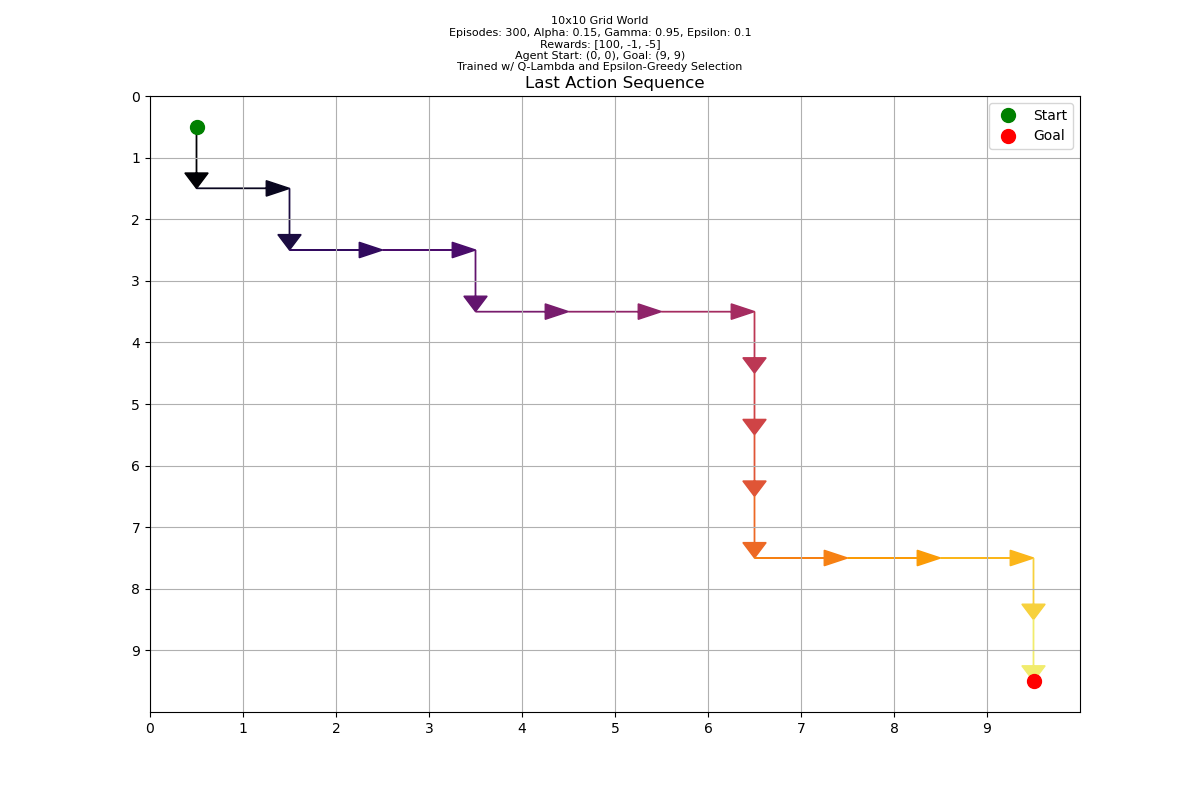 10x10 Grid World
Episodes: 300, Alpha: 0.15, Gamma: 0.95, Epsilon: 0.1
Rewards: [100, -1, -5]
Agent Start: (0, 0), Goal: (9, 9)
Trained w/ Q-Lambda and Epsilon-Greedy Selection
Last Action Sequence
Start
Goal
0
1
2
3
4
5
6
7
8
9
0 1 2 3 4 5 6 7 8 9